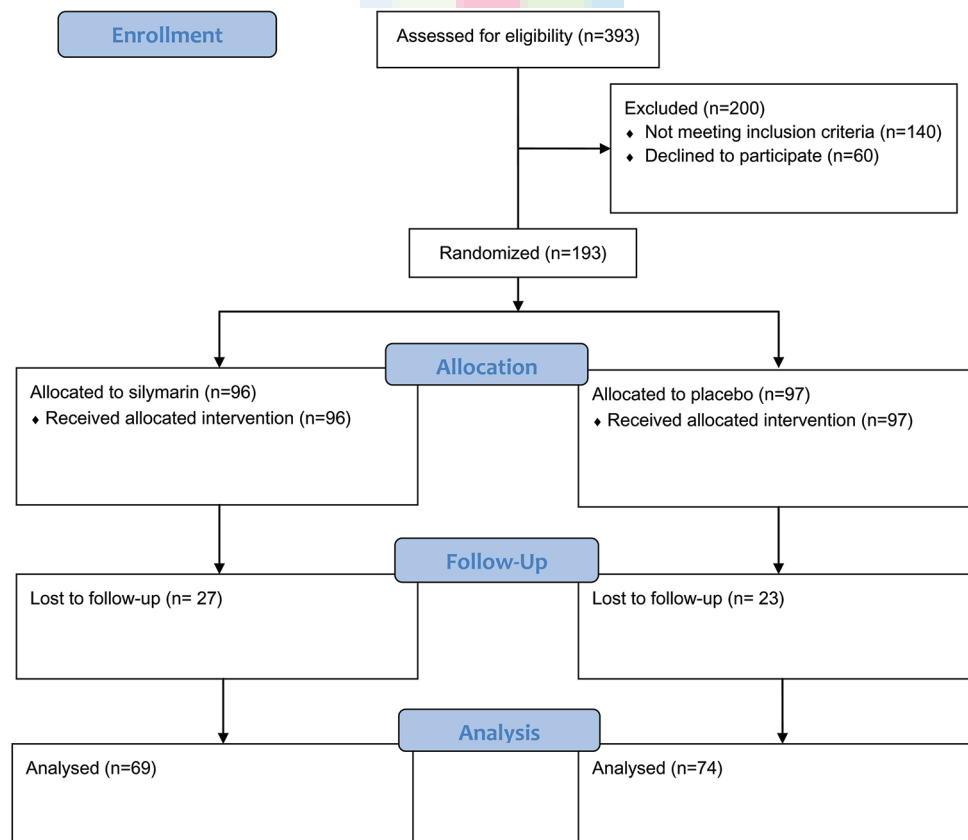 Enrollment
Assessed for eligibility (n=393)
Excluded (n=200)
♦ Not meeting inclusion criteria (n=140)
♦ Declined to participate (n=60)
Randomized (n=193)
Allocation
Allocated to silymarin (n=96)
♦ Received allocated intervention (n=96)
Allocated to placebo (n=97)
♦ Received allocated intervention (n=97)
Follow-Up
Lost to follow-up (n= 27)
Lost to follow-up (n= 23)
Analysis
Analysed (n=69)
Analysed (n=74)